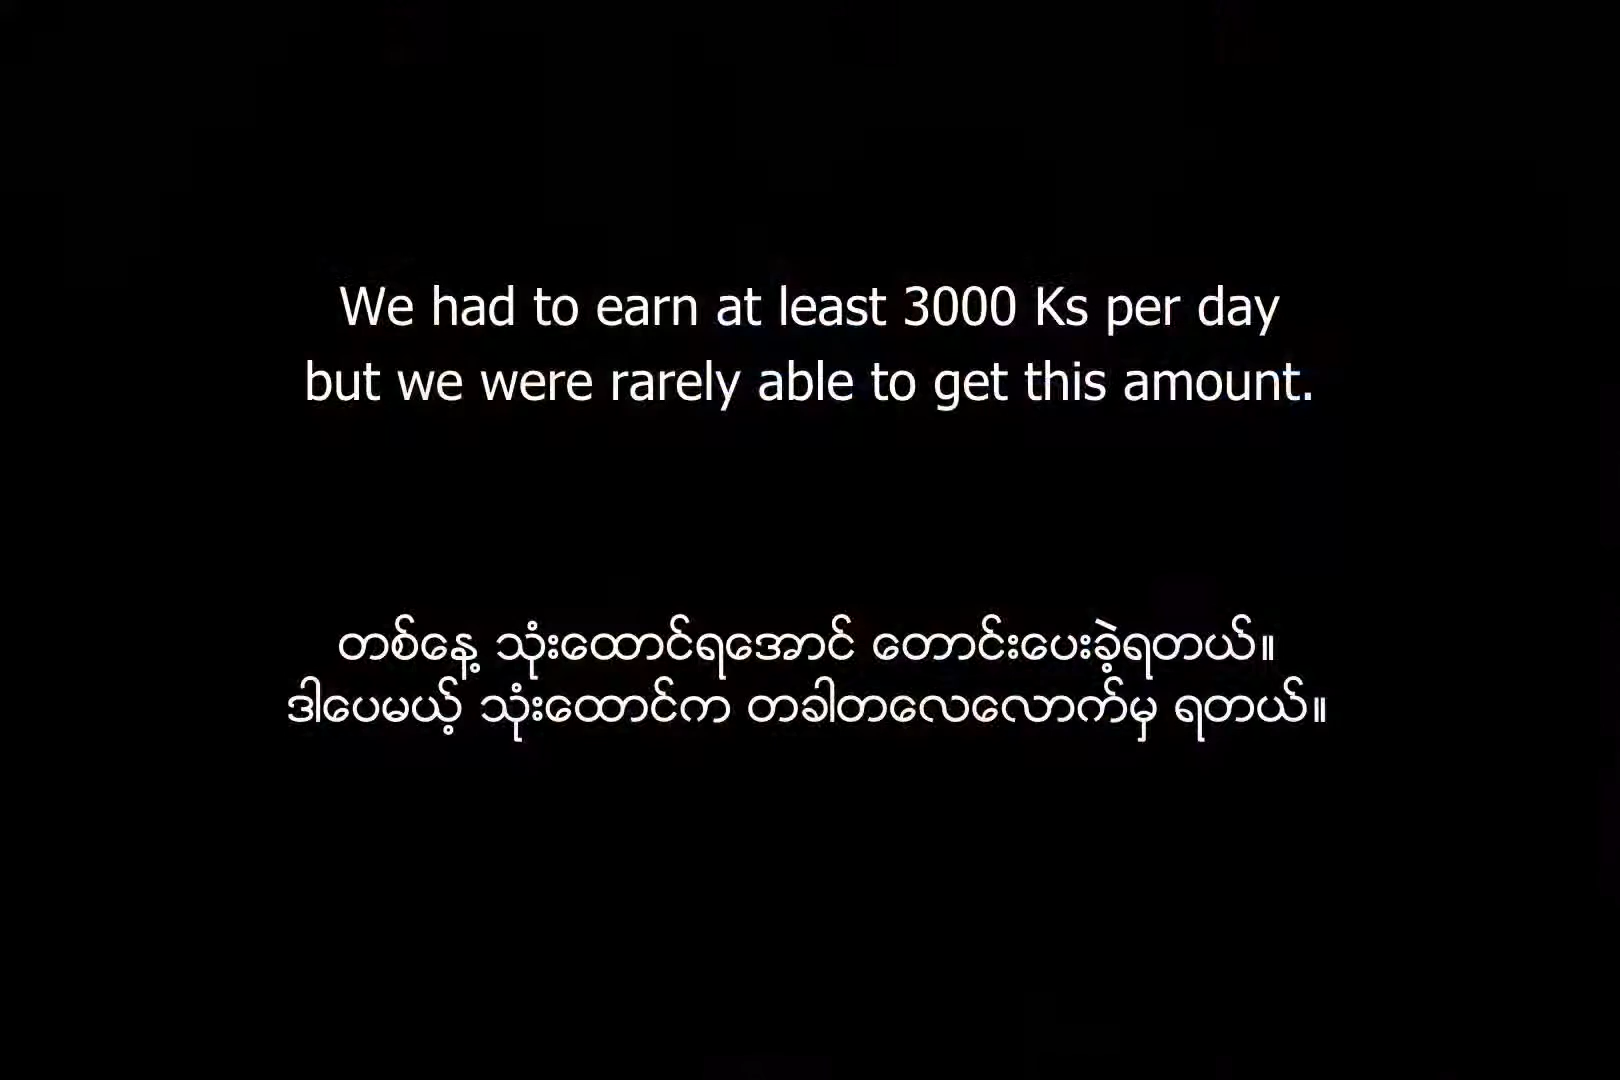 We had to earn at least 3000 Ks per day
but we were rarely able to get this amount.
တစ်နေ့ သုံးထောင်ရအောင် တောင်းပေးခဲ့ရတယ်။
ဒါပေမယ့် သုံးထောင်က တခါတလေလောက်မှ ရတယ်။